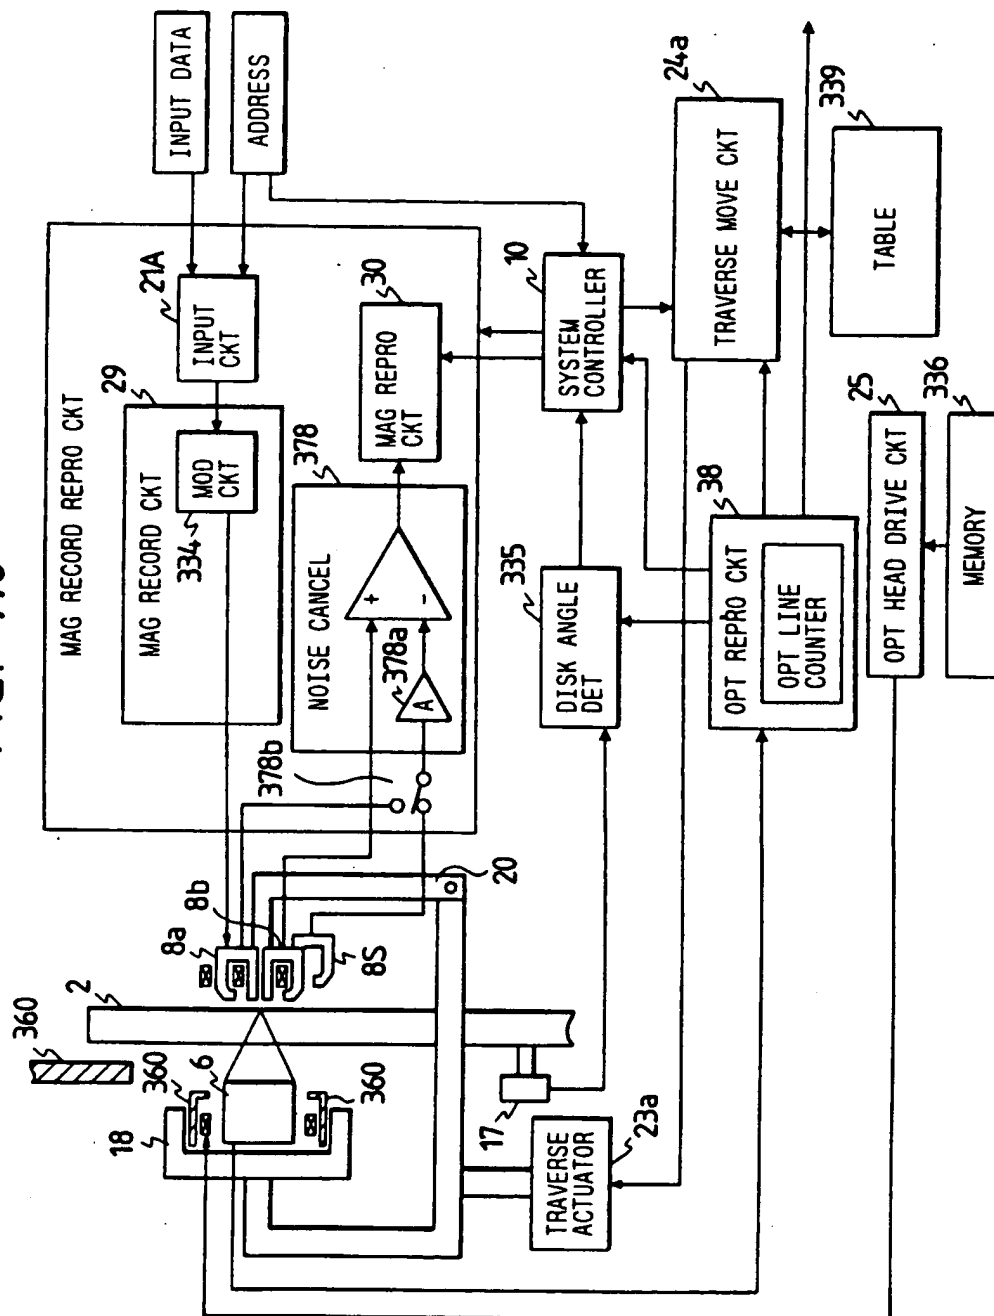 INPUT DATA
ADDRESS
MAG RECORD REPRO CKT
21A
INPUT
CKT
29
MAG RECORD CKT
MOD
CKT
334
30
MAG REPRO
CKT
378
NOISE CANCEL
+
-
378a
A
378b
8a
8b
8S
20
2
360
360
6
360
18
17
23a
TRAVERSE
ACTUATOR
10
SYSTEM
CONTROLLER
24a
TRAVERSE MOVE CKT
339
TABLE
335
DISK ANGLE
DET
38
OPT REPRO CKT
OPT LINE
COUNTER
25
OPT HEAD DRIVE CKT
336
MEMORY